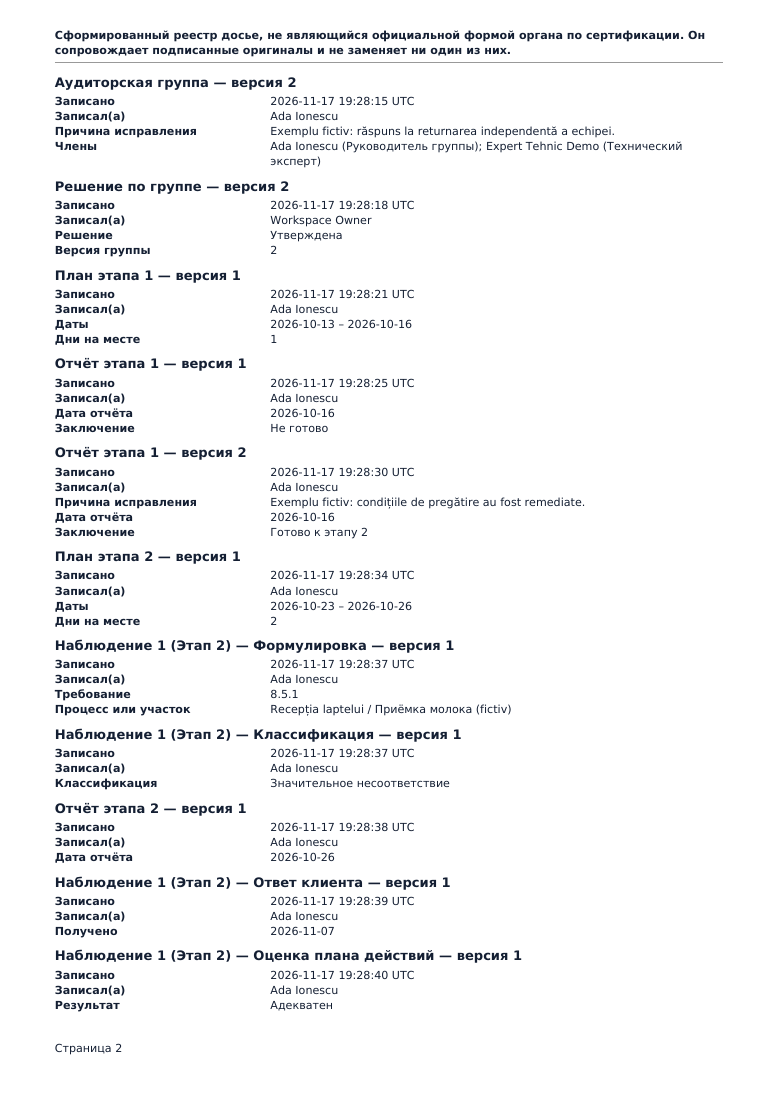 Сформированный реестр досье, не являющийся официальной формой органа по сертификации. Он
сопровождает подписанные оригиналы и не заменяет ни один из них.
Аудиторская группа — версия 2
Записано 2026-11-17 19:28:15 UTC
Записал(а) Ada Ionescu
Причина исправления Exemplu fictiv: răspuns la returnarea independentă a echipei.
Члены Ada Ionescu (Руководитель группы); Expert Tehnic Demo (Технический
эксперт)
Решение по группе — версия 2
Записано 2026-11-17 19:28:18 UTC
Записал(а) Workspace Owner
Решение Утверждена
Версия группы 2
План этапа 1 — версия 1
Записано 2026-11-17 19:28:21 UTC
Записал(а) Ada Ionescu
Даты 2026-10-13 – 2026-10-16
Дни на месте 1
Отчёт этапа 1 — версия 1
Записано 2026-11-17 19:28:25 UTC
Записал(а) Ada Ionescu
Дата отчёта 2026-10-16
Заключение Не готово
Отчёт этапа 1 — версия 2
Записано 2026-11-17 19:28:30 UTC
Записал(а) Ada Ionescu
Причина исправления Exemplu fictiv: condițiile de pregătire au fost remediate.
Дата отчёта 2026-10-16
Заключение Готово к этапу 2
План этапа 2 — версия 1
Записано 2026-11-17 19:28:34 UTC
Записал(а) Ada Ionescu
Даты 2026-10-23 – 2026-10-26
Дни на месте 2
Наблюдение 1 (Этап 2) — Формулировка — версия 1
Записано 2026-11-17 19:28:37 UTC
Записал(а) Ada Ionescu
Требование 8.5.1
Процесс или участок Recepția laptelui / Приёмка молока (fictiv)
Наблюдение 1 (Этап 2) — Классификация — версия 1
Записано 2026-11-17 19:28:37 UTC
Записал(а) Ada Ionescu
Классификация Значительное несоответствие
Отчёт этапа 2 — версия 1
Записано 2026-11-17 19:28:38 UTC
Записал(а) Ada Ionescu
Дата отчёта 2026-10-26
Наблюдение 1 (Этап 2) — Ответ клиента — версия 1
Записано 2026-11-17 19:28:39 UTC
Записал(а) Ada Ionescu
Получено 2026-11-07
Наблюдение 1 (Этап 2) — Оценка плана действий — версия 1
Записано 2026-11-17 19:28:40 UTC
Записал(а) Ada Ionescu
Результат Адекватен
Страница 2